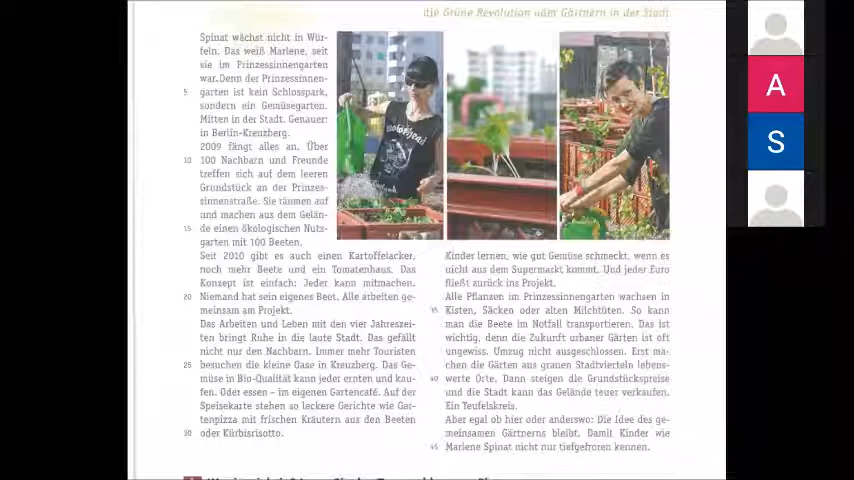 die Grüne Revolution oder Gärtnern in der Stadt
Spinat wächst nicht in Wür-
feln. Das weiß Marlene, seit
sie im Prinzessinnengarten
war. Denn der Prinzessinnen-
5 garten ist kein Schlosspark,
sondern ein Gemüsegarten.
Mitten in der Stadt. Genauer:
in Berlin-Kreuzberg.
2009 fängt alles an. Über
10 100 Nachbarn und Freunde
treffen sich auf dem leeren
Grundstück an der Prinzes-
sinnenstraße. Sie räumen auf
und machen aus dem Gelän-
15 de einen ökologischen Nutz-
garten mit 100 Beeten.
Seit 2010 gibt es auch einen Kartoffelacker,
noch mehr Beete und ein Tomatenhaus. Das
Konzept ist einfach: Jeder kann mitmachen.
20 Niemand hat sein eigenes Beet. Alle arbeiten ge-
meinsam am Projekt.
Das Arbeiten und Leben mit den vier Jahreszei-
ten bringt Ruhe in die laute Stadt. Das gefällt
nicht nur den Nachbarn. Immer mehr Touristen
25 besuchen die kleine Oase in Kreuzberg. Das Ge-
müse in Bio-Qualität kann jeder ernten und kau-
fen. Oder essen – im eigenen Gartencafé. Auf der
Speisekarte stehen so leckere Gerichte wie Gar-
tenpizza mit frischen Kräutern aus den Beeten
30 oder Kürbisrisotto.
Motörhead
Kinder lernen, wie gut Gemüse schmeckt, wenn es
nicht aus dem Supermarkt kommt. Und jeder Euro
fließt zurück ins Projekt.
Alle Pflanzen im Prinzessinnengarten wachsen in
35 Kisten, Säcken oder alten Milchtüten. So kann
man die Beete im Notfall transportieren. Das ist
wichtig, denn die Zukunft urbaner Gärten ist oft
ungewiss. Umzug nicht ausgeschlossen. Erst ma-
chen die Gärten aus grauen Stadtvierteln lebens-
40 werte Orte. Dann steigen die Grundstückspreise
und die Stadt kann das Gelände teuer verkaufen.
Ein Teufelskreis.
Aber egal ob hier oder anderswo: Die Idee des ge-
meinsamen Gärtnerns bleibt. Damit Kinder wie
45 Marlene Spinat nicht nur tiefgefroren kennen.
A
S